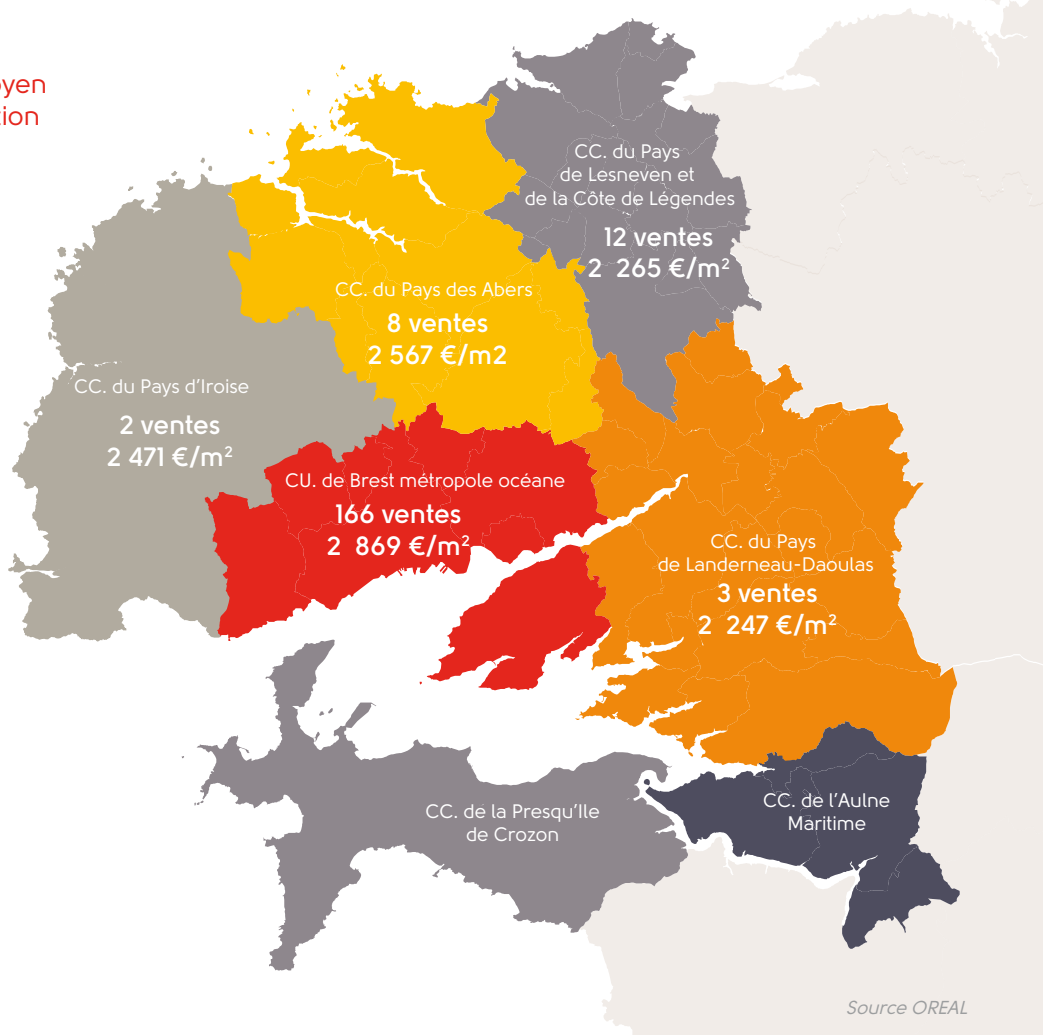 yen
tion
CC. du Pays
de Lesneven et
de la Côte de Légendes
12 ventes
2 265 €/m²
CC. du Pays des Abers
8 ventes
2 567 €/m2
CC. du Pays d'Iroise
2 ventes
2 471 €/m²
CU. de Brest métropole océane
166 ventes
2 869 €/m²
CC. du Pays
de Landerneau-Daoulas
3 ventes
2 247 €/m²
CC. de la Presqu'Ile
de Crozon
CC. de l'Aulne
Maritime
Source OREAL